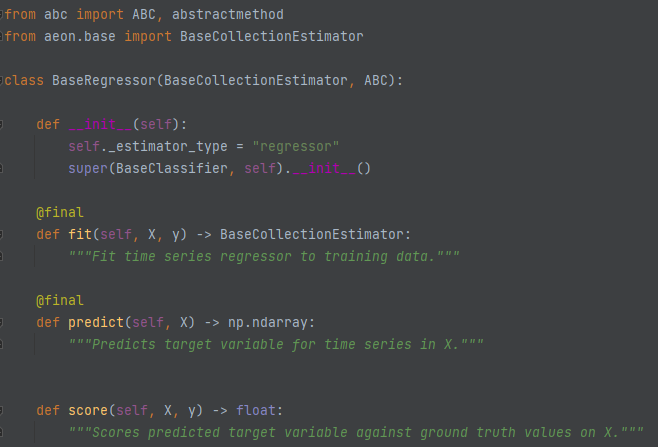 from abc import ABC, abstractmethod
from aeon.base import BaseCollectionEstimator
class BaseRegressor(BaseCollectionEstimator, ABC):
def __init__(self):
self._estimator_type = "regressor"
super(BaseClassifier, self).__init__()
@final
def fit(self, X, y) -> BaseCollectionEstimator:
"""Fit time series regressor to training data."""
@final
def predict(self, X) -> np.ndarray:
"""Predicts target variable for time series in X."""
def score(self, X, y) -> float:
"""Scores predicted target variable against ground truth values on X."""